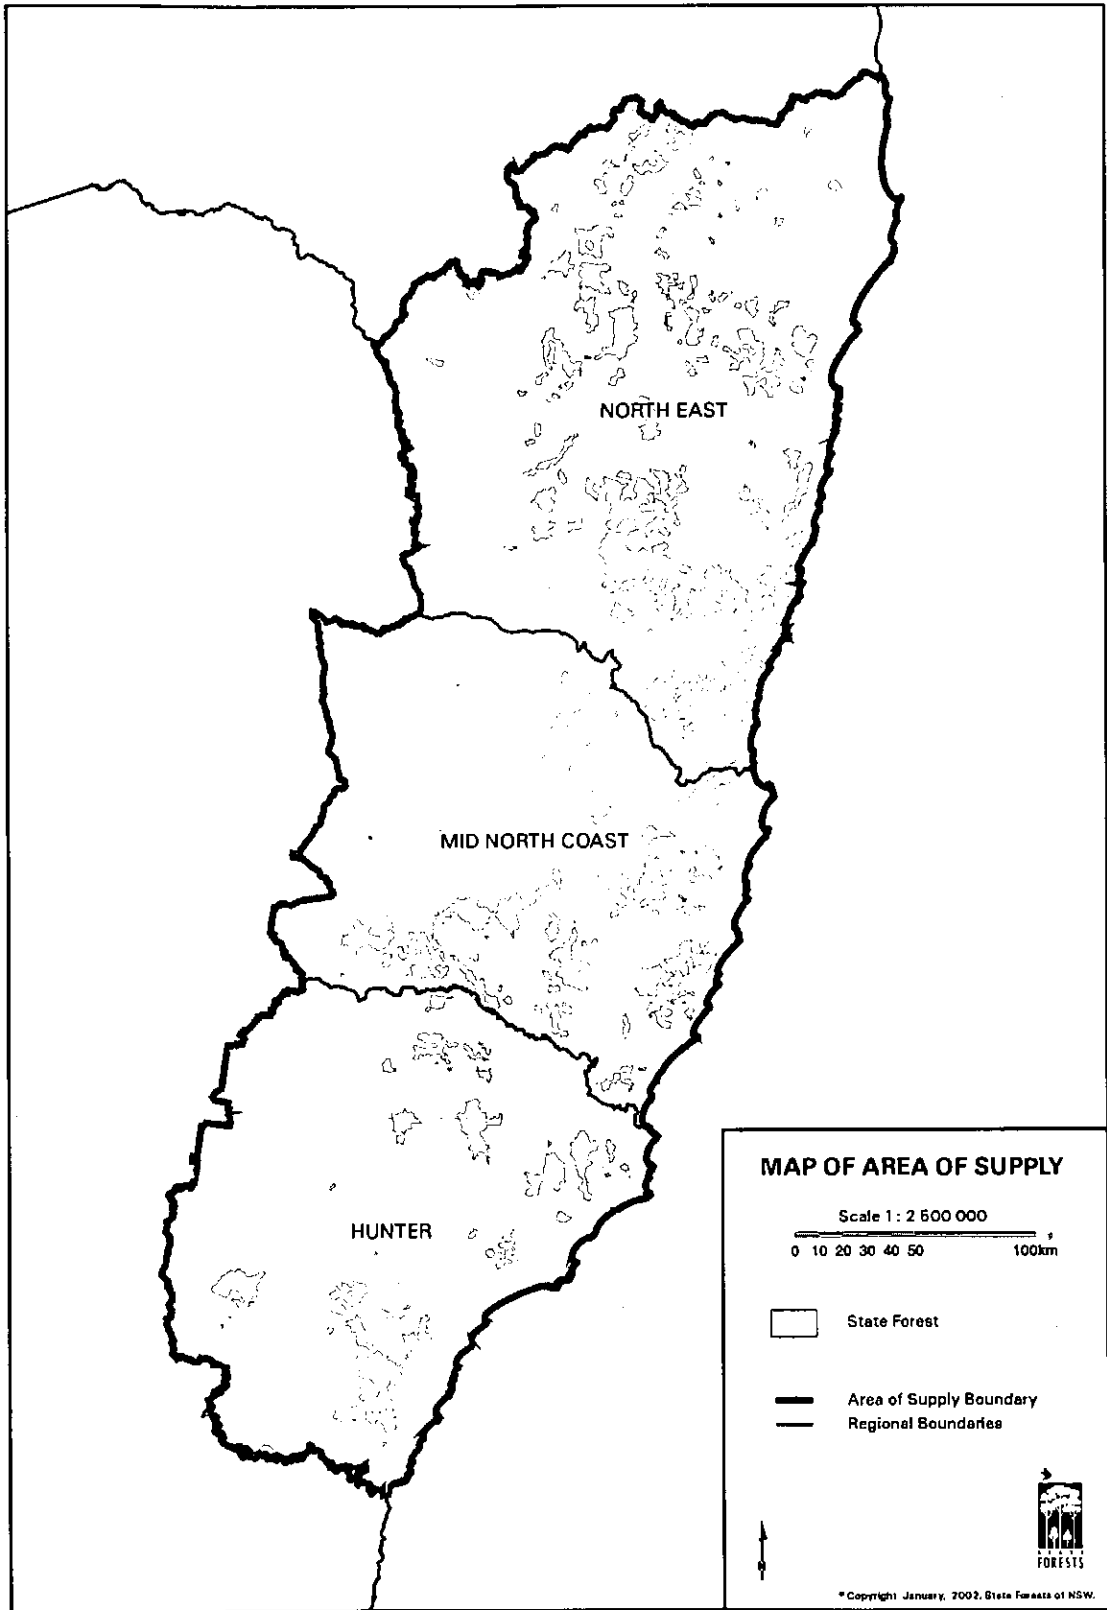 NORTH EAST
MID NORTH COAST
HUNTER
MAP OF AREA OF SUPPLY
Scale 1 : 2 600 000
0 10 20 30 40 50 100km
State Forest
Area of Supply Boundary
Regional Boundaries
N
STATE
FORESTS
Copyright January, 2002. State Forests of NSW.